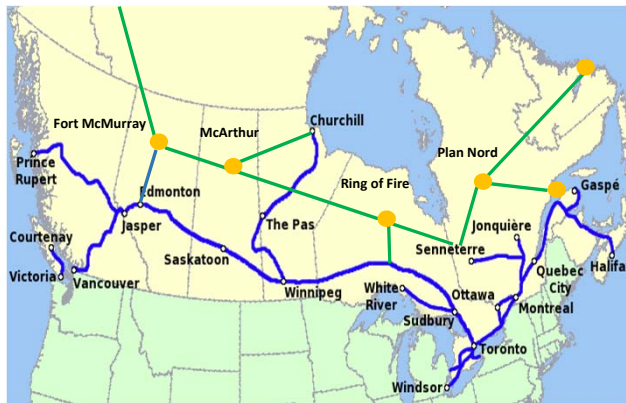 Fort McMurray
McArthur
Churchill
Prince
Rupert
Plan Nord
Ring of Fire
Edmonton
Gaspé
Jasper
The Pas
Jonquière
Courtenay
Saskatoon
Senneterre
Halifa
Victoria
Vancouver
Winnipeg
White
River
Ottawa
Quebec
City
Montreal
Sudbury
Toronto
Windsor